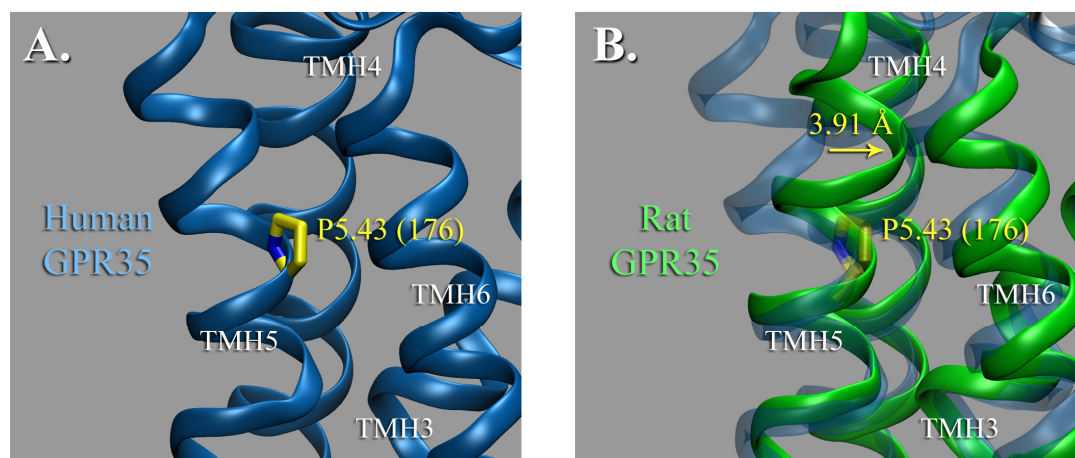 A.
TMH4
Human
GPR35
P5.43 (176)
TMH6
TMH5
TMH3
B.
TMH4
3.91 Å
Rat
GPR35
P5.43 (176)
TMH6
TMH5
TMH3